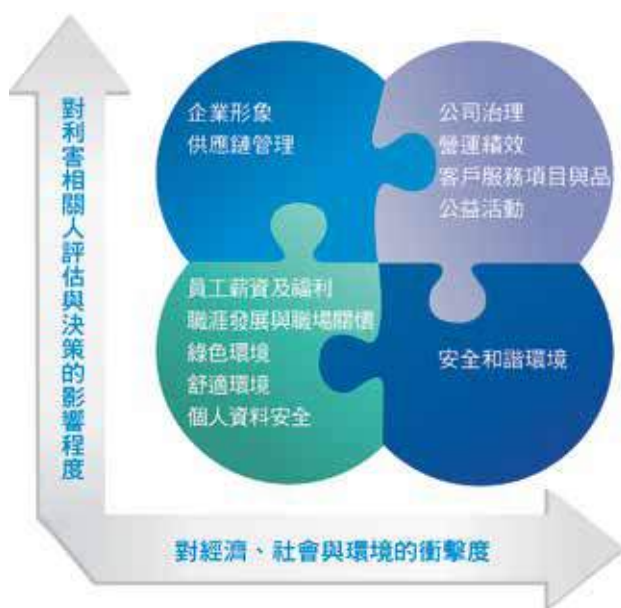 對利害相關人評估與決策的影響程度
企業形象
供應鏈管理
公司治理
營運績效
客戶服務項目與品
公益活動
員工薪資及福利
職涯發展與職場關懷
綠色環境
舒適環境
個人資料安全
安全和諧環境
對經濟、社會與環境的衝擊度